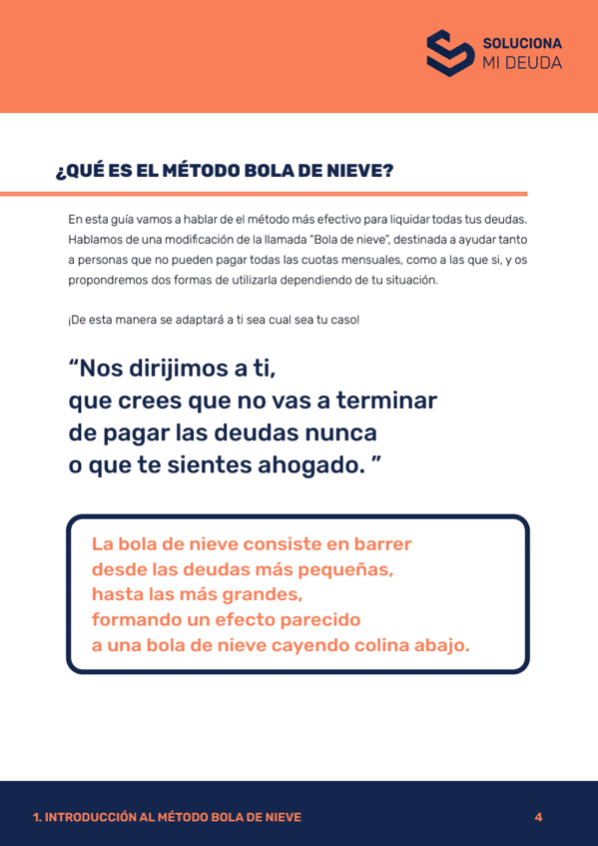 SOLUCIONA
MI DEUDA
¿QUÉ ES EL MÉTODO BOLA DE NIEVE?
En esta guía vamos a hablar de el método más efectivo para liquidar todas tus deudas.
Hablamos de una modificación de la llamada "Bola de nieve", destinada a ayudar tanto
a personas que no pueden pagar todas las cuotas mensuales, como a las que si, y os
propondremos dos formas de utilizarla dependiendo de tu situación.
¡De esta manera se adaptará a ti sea cual sea tu caso!
“Nos dirijimos a ti,
que crees que no vas a terminar
de pagar las deudas nunca
o que te sientes ahogado. ”
La bola de nieve consiste en barrer
desde las deudas más pequeñas,
hasta las más grandes,
formando un efecto parecido
a una bola de nieve cayendo colina abajo.
1. INTRODUCCIÓN AL MÉTODO BOLA DE NIEVE
4